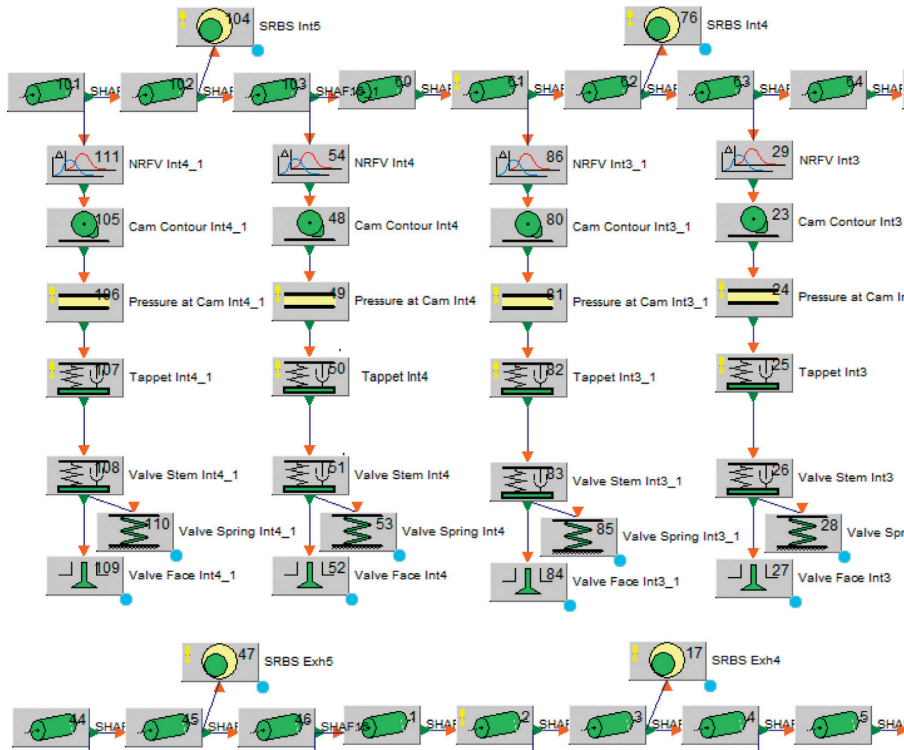 104 SRBS Int5
76 SRBS Int4
101 SHAF 102 SHAF 103 SHAF15_1 60 SHAF 61 SHAF 62 SHAF 63 SHAF 64 SHAF
111 NRFV Int4_1
54 NRFV Int4
86 NRFV Int3_1
29 NRFV Int3
105 Cam Contour Int4_1
48 Cam Contour Int4
80 Cam Contour Int3_1
23 Cam Contour Int3
106 Pressure at Cam Int4_1
49 Pressure at Cam Int4
81 Pressure at Cam Int3_1
24 Pressure at Cam In
107 Tappet Int4_1
50 Tappet Int4
82 Tappet Int3_1
25 Tappet Int3
108 Valve Stem Int4_1
51 Valve Stem Int4
83 Valve Stem Int3_1
26 Valve Stem Int3
110 Valve Spring Int4_1
53 Valve Spring Int4
85 Valve Spring Int3_1
28 Valve Spr
109 Valve Face Int4_1
52 Valve Face Int4
84 Valve Face Int3_1
27 Valve Face Int3
47 SRBS Exh5
17 SRBS Exh4
44 SHAF 45 SHAF 46 1 SHAF 2 SHAF 3 SHAF 4 SHAF 5